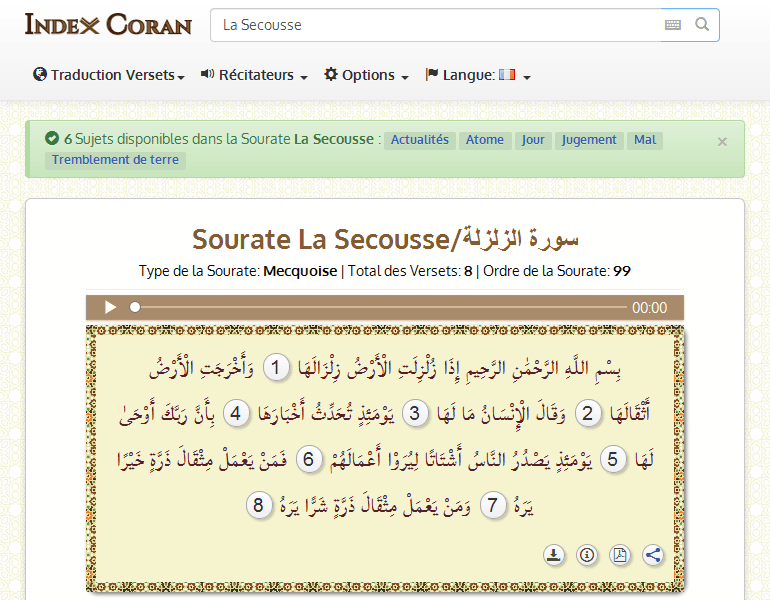 Index Coran
La Secousse
Traduction Versets
Récitateurs
Options
Langue:
6 Sujets disponibles dans la Sourate La Secousse : Actualités Atome Jour Jugement Mal
×
Tremblement de terre
Sourate La Secousse/سورة الزلزلة
Type de la Sourate: Mecquoise | Total des Versets: 8 | Ordre de la Sourate: 99
00:00
بِسْمِ اللَّهِ الرَّحْمَٰنِ الرَّحِيمِ إِذَا زُلْزِلَتِ الْأَرْضُ زِلْزَالَهَا 1 وَأَخْرَجَتِ الْأَرْضُ
أَثْقَالَهَا 2 وَقَالَ الْإِنْسَانُ مَا لَهَا 3 يَوْمَئِذٍ تُحَدِّثُ أَخْبَارَهَا 4 بِأَنَّ رَبَّكَ أَوْحَىٰ
لَهَا 5 يَوْمَئِذٍ يَصْدُرُ النَّاسُ أَشْتَاتًا لِيُرَوْا أَعْمَالَهُمْ 6 فَمَنْ يَعْمَلْ مِثْقَالَ ذَرَّةٍ خَيْرًا
يَرَهُ 7 وَمَنْ يَعْمَلْ مِثْقَالَ ذَرَّةٍ شَرًّا يَرَهُ 8